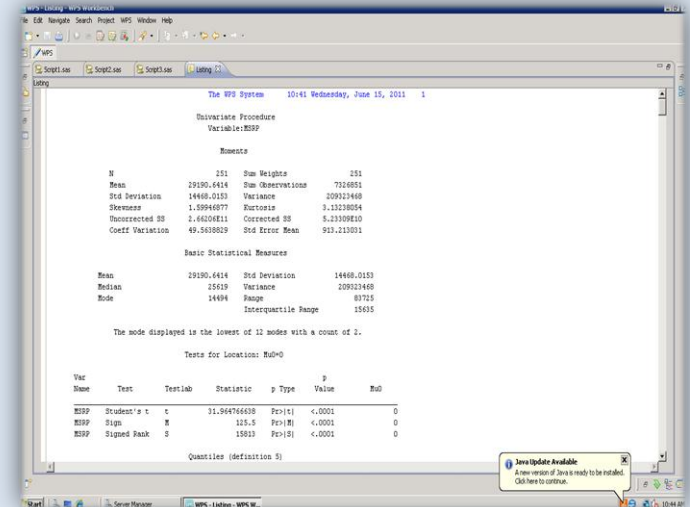 WPS - Listing - WPS Workbench
File Edit Navigate Search Project WPS Window Help
WPS
Script1.sas Script2.sas Script3.sas Listing
Listing
The WPS System 10:41 Wednesday, June 15, 2011 1
Univariate Procedure
Variable:MSRP
Moments
N 251 Sum Weights 251
Mean 29190.6414 Sum Observations 7326851
Std Deviation 14468.0153 Variance 209323468
Skewness 1.59946877 Kurtosis 3.13238054
Uncorrected SS 2.66206E11 Corrected SS 5.23309E10
Coeff Variation 49.5638829 Std Error Mean 913.213031
Basic Statistical Measures
Mean 29190.6414 Std Deviation 14468.0153
Median 25619 Variance 209323468
Mode 14494 Range 83725
Interquartile Range 15635
The mode displayed is the lowest of 12 modes with a count of 2.
Tests for Location: Mu0=0
Var p
Name Test Testlab Statistic p Type Value Mu0
MSRP Student's t t 31.964766638 Pr>|t| <.0001 0
MSRP Sign M 125.5 Pr>|M| <.0001 0
MSRP Signed Rank S 15813 Pr>|S| <.0001 0
Quantiles (definition 5)
Java Update Available
A new version of Java is ready to be installed.
Click here to continue.
Start Server Manager WPS - Listing - WPS W... 10:44 AM